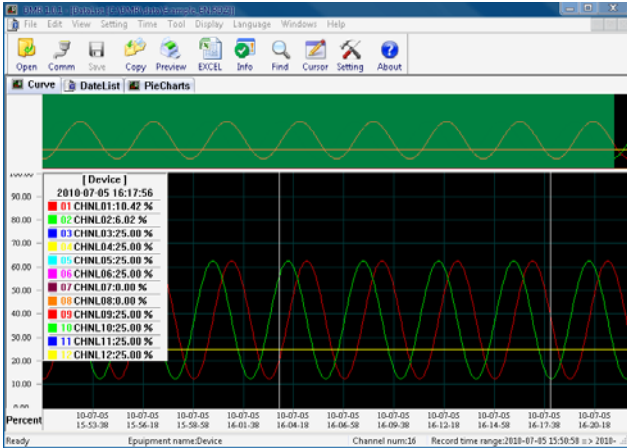 File Edit View Setting Time Tool Display Language Windows Help
Open Comm Save Copy Preview EXCEL Info Find Cursor Setting About
Curve DateList PieCharts
[ Device ]
2010-07-05 16:17:56
01 CHNL01:10.42 %
02 CHNL02:6.02 %
03 CHNL03:25.00 %
04 CHNL04:25.00 %
05 CHNL05:25.00 %
06 CHNL06:25.00 %
07 CHNL07:0.00 %
08 CHNL08:0.00 %
09 CHNL09:25.00 %
10 CHNL10:25.00 %
11 CHNL11:25.00 %
12 CHNL12:25.00 %
90.00
80.00
70.00
60.00
50.00
40.00
30.00
20.00
10.00
Percent
10-07-05 10-07-05 10-07-05 10-07-05 10-07-05 10-07-05 10-07-05 10-07-05 10-07-05 10-07-05 10-07-05
15-53-38 15-56-18 15-58-58 16-01-38 16-04-18 16-06-58 16-09-38 16-12-18 16-14-58 16-17-38 16-20-18
Ready Epuipment name:Device Channel num:16 Record time range:2010-07-05 15:50:58 => 2010-